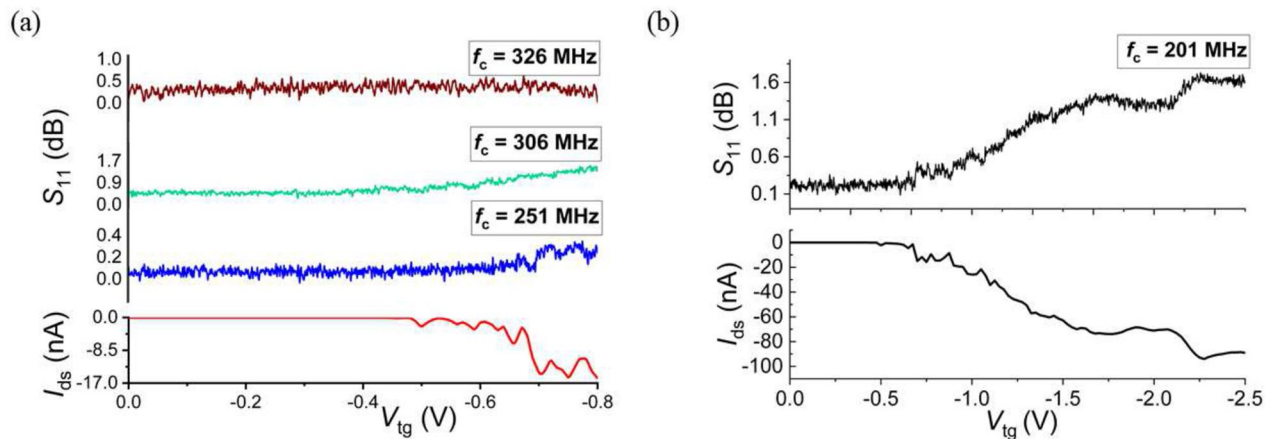 (a)
f_c = 326 MHz
1.0
0.5
0.0
f_c = 306 MHz
1.7
0.9
0.0
S_11 (dB)
f_c = 251 MHz
0.4
0.2
0.0
0.0
-8.5
-17.0
I_ds (nA)
0.0 -0.2 -0.4 -0.6 -0.8
V_tg (V)
(b)
f_c = 201 MHz
1.6
1.1
0.6
0.1
S_11 (dB)
0
-20
-40
-60
-80
-100
I_ds (nA)
0.0 -0.5 -1.0 -1.5 -2.0 -2.5
V_tg (V)